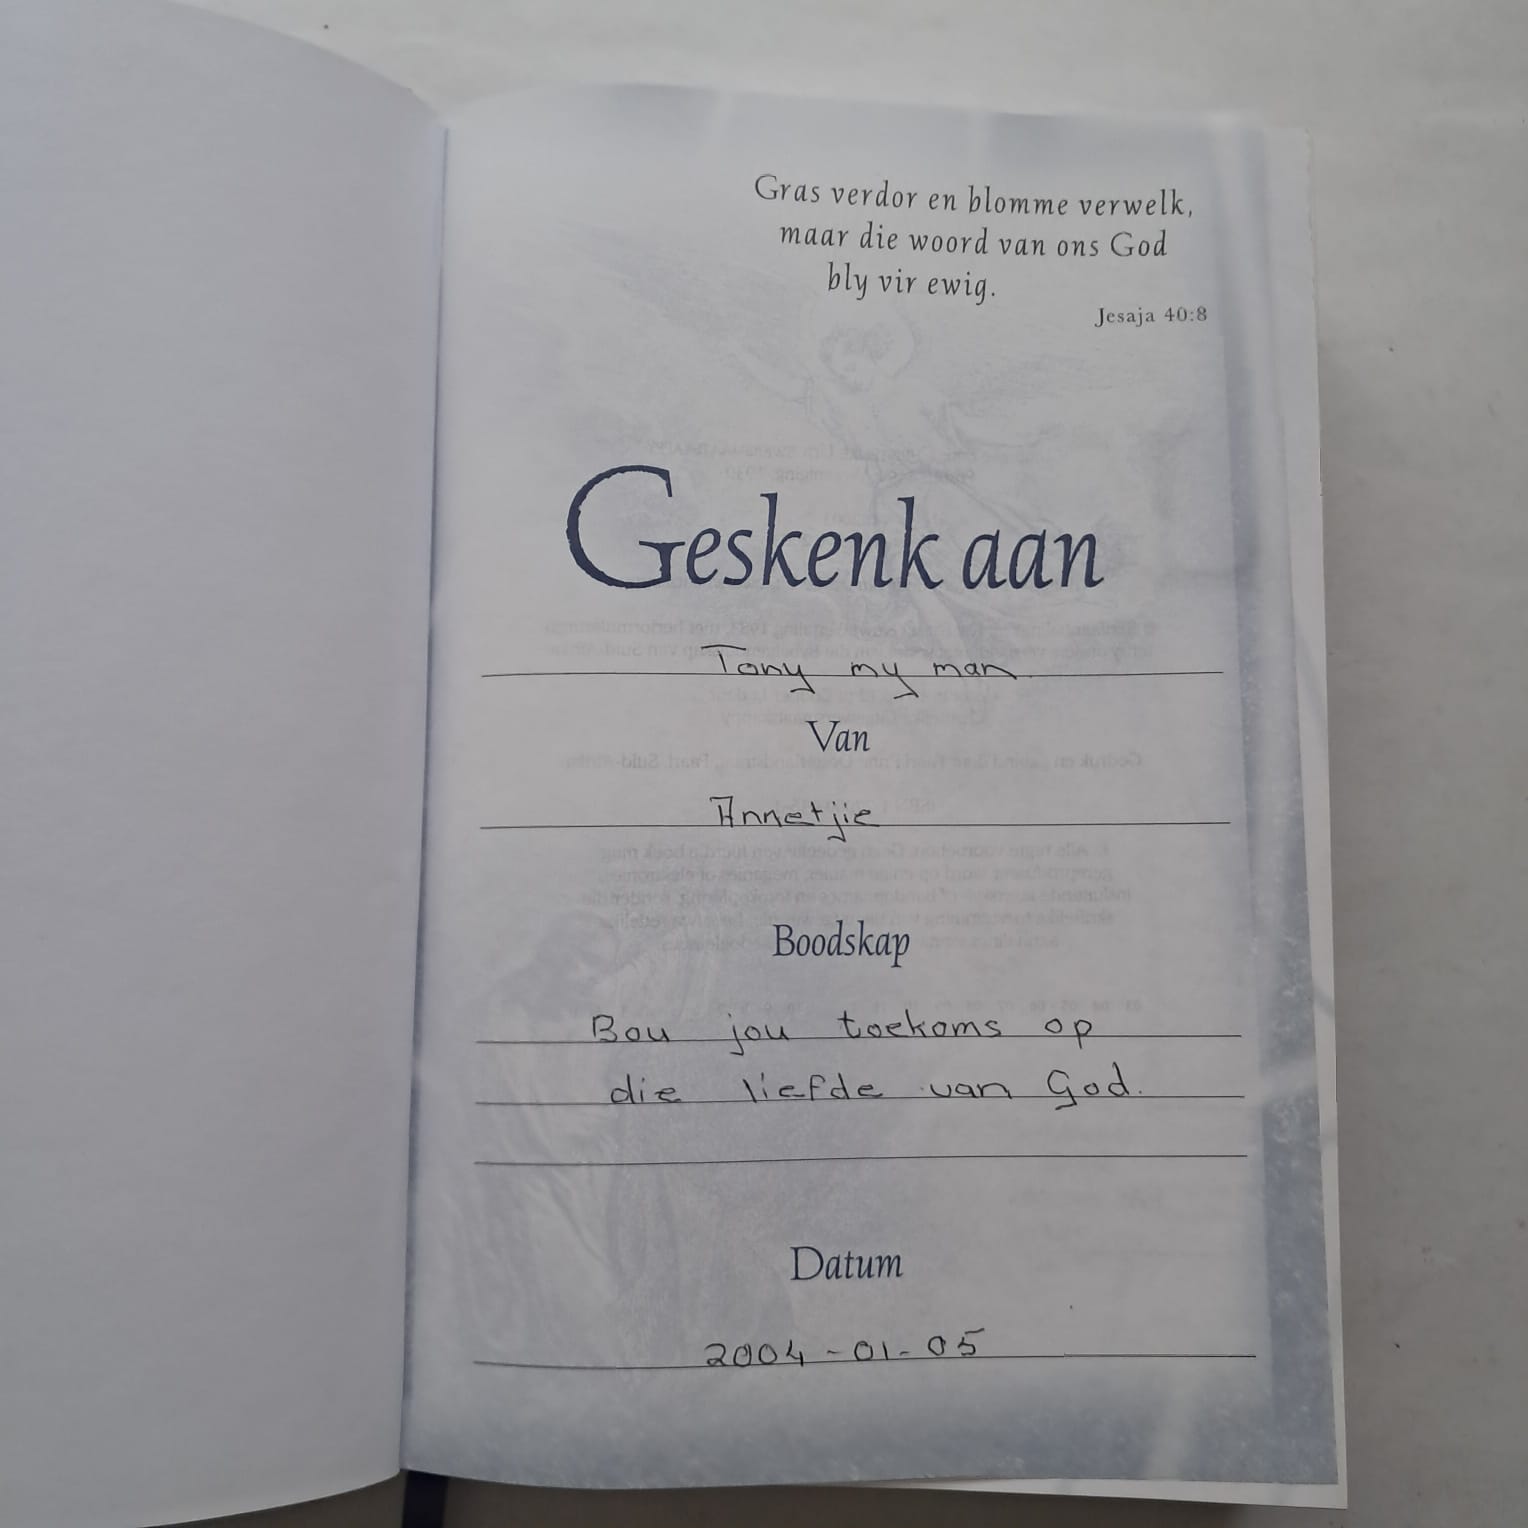 Gras verdor en blomme verwelk,
maar die woord van ons God
bly vir ewig.
Jesaja 40:8
Geskenk aan
Tony my man
Van
Annetjie
Boodskap
Bou jou toekoms op
die liefde van God.
Datum
2004-01-05